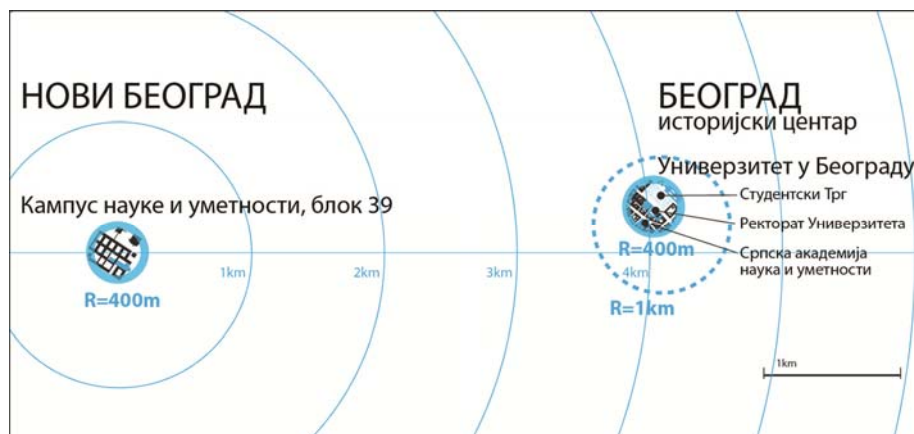 НОВИ БЕОГРАД
Кампус науке и уметности, блок 39
R=400m
1km
2km
3km
4km
БЕОГРАД
историјски центар
Универзитет у Београду
Студентски Трг
Ректорат Универзитета
Српска академија
наука и уметности
R=400m
R=1km
1km